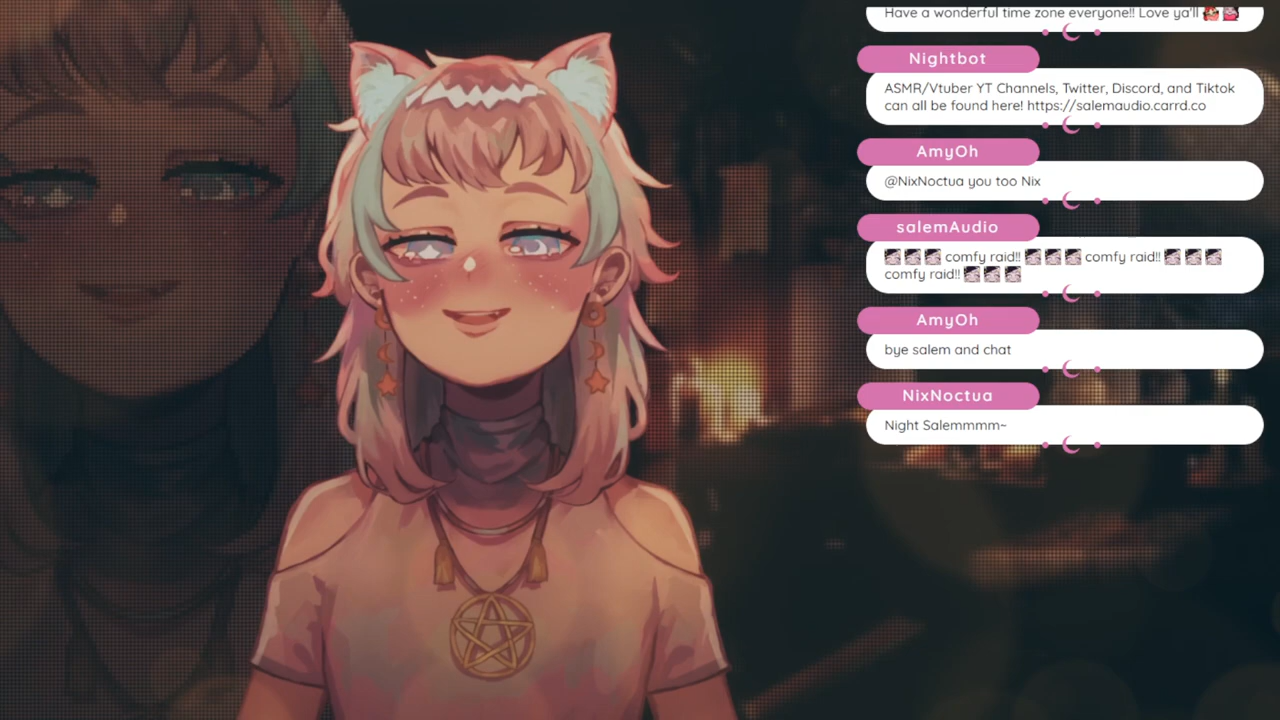 Have a wonderful time zone everyone!! Love ya'll
Nightbot
ASMR/Vtuber YT Channels, Twitter, Discord, and Tiktok
can all be found here! https://salemaudio.carrd.co
AmyOh
@NixNoctua you too Nix
salemAudio
comfy raid!! comfy raid!!
comfy raid!!
AmyOh
bye salem and chat
NixNoctua
Night Salemmmm~